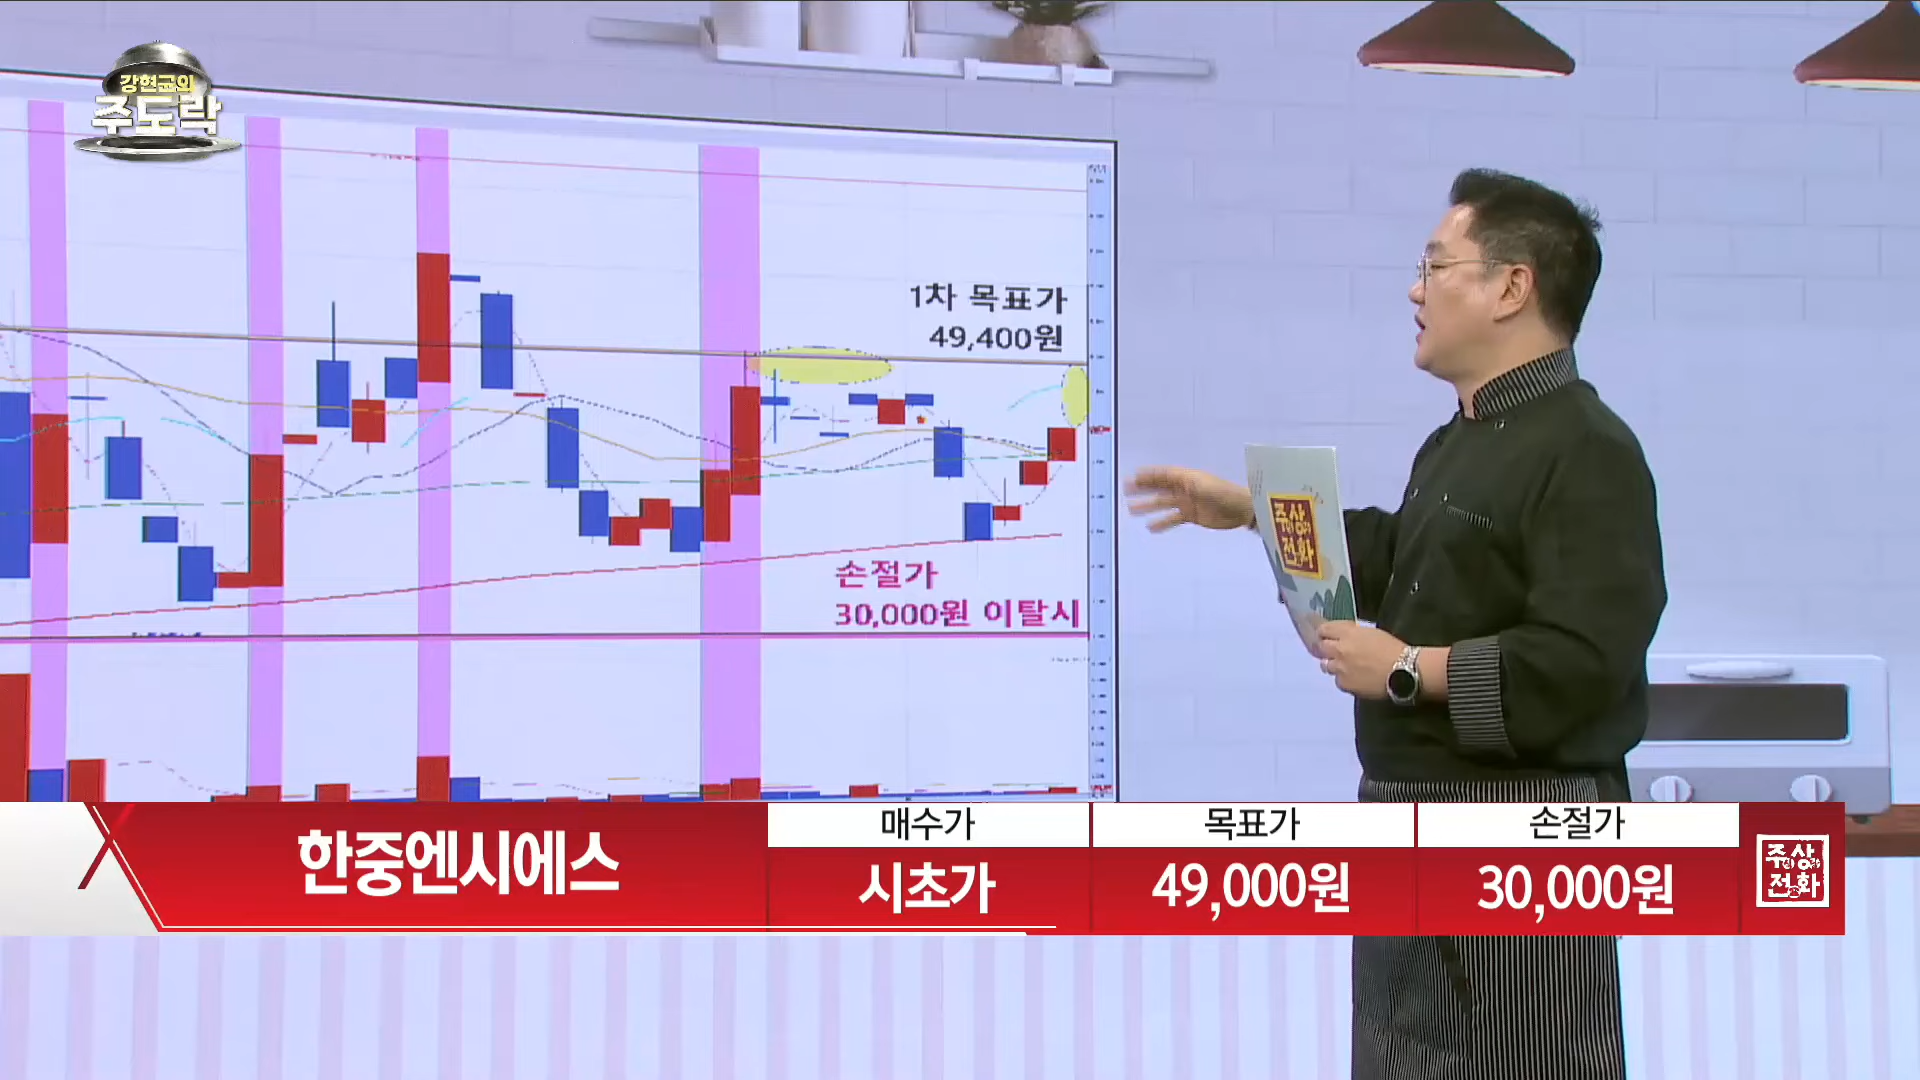 강현균의
주도락
1차 목표가
49,400원
손절가
30,000원 이탈시
주상
전화
한중엔시에스
매수가
시초가
목표가
49,000원
손절가
30,000원
주상
전화